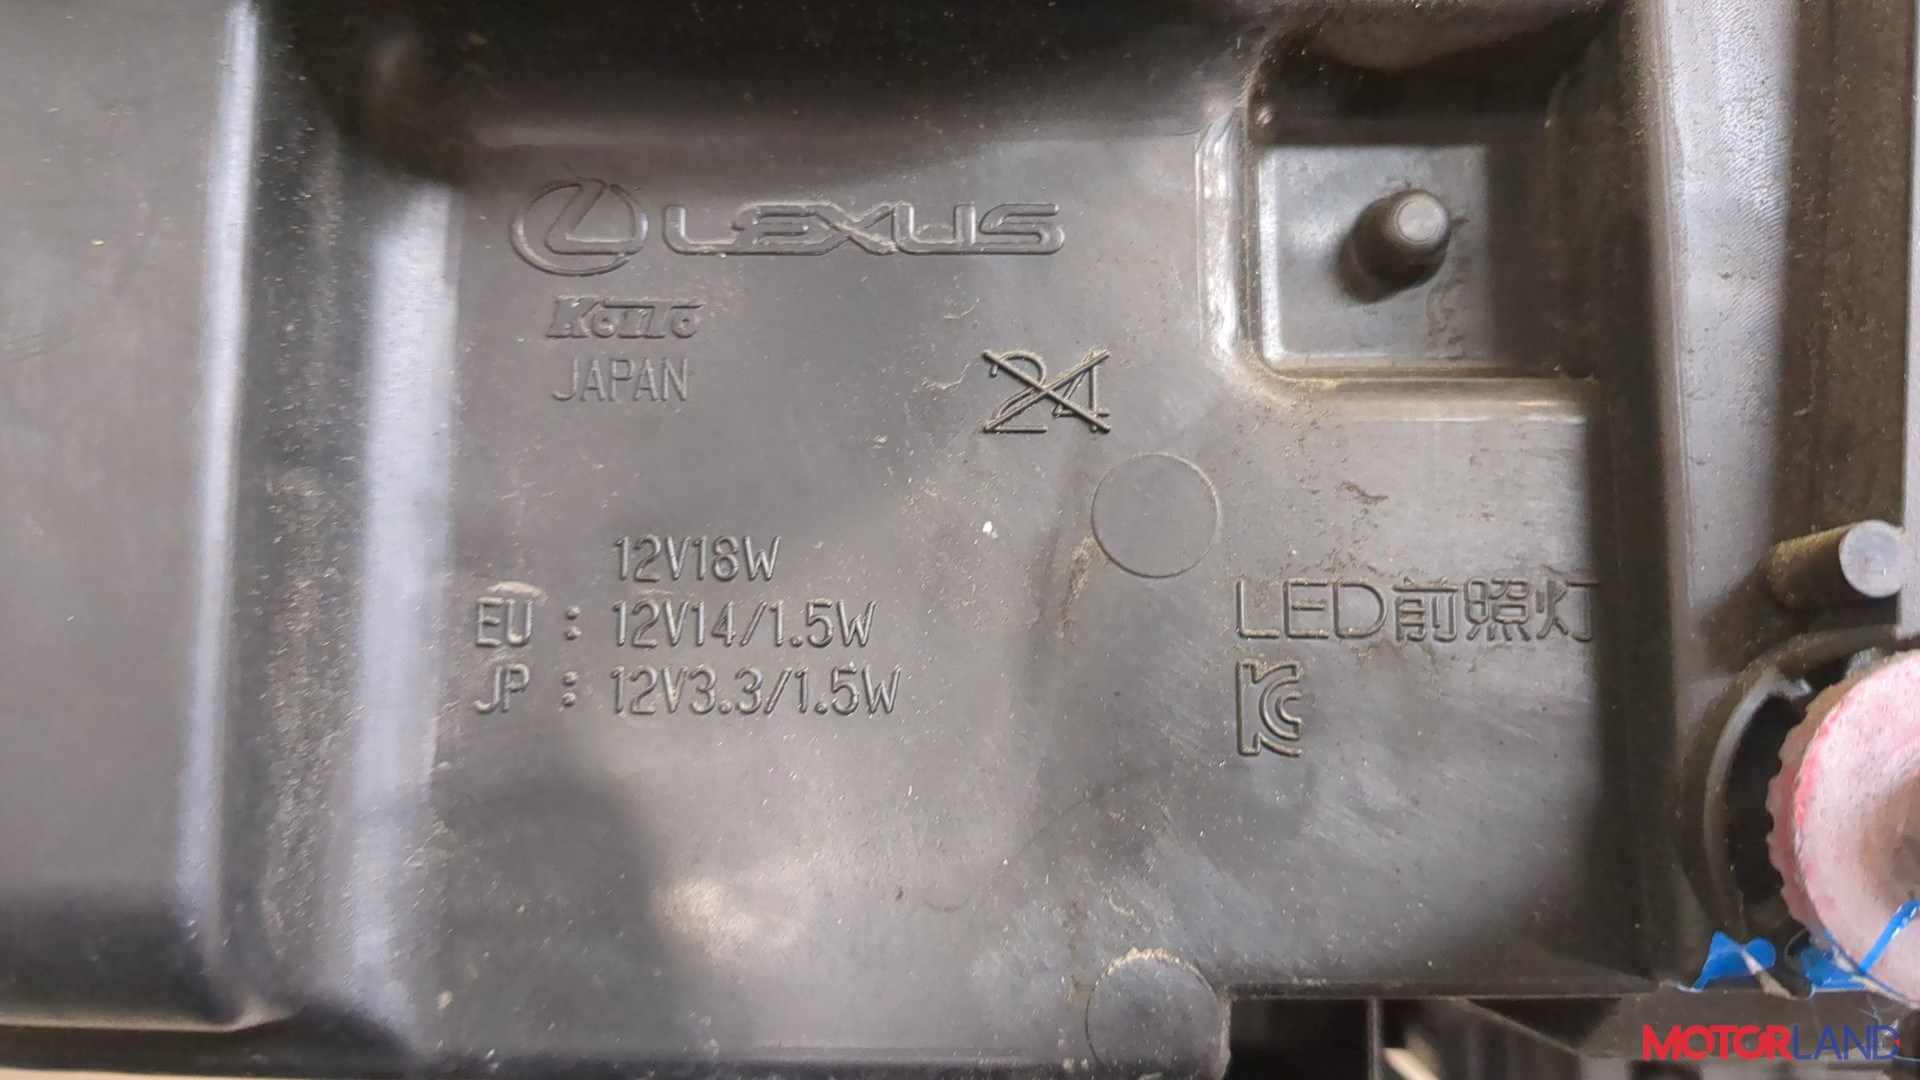 LEXUS
KOITO
JAPAN
24
12V18W
EU : 12V14/1.5W
JP : 12V3.3/1.5W
LED前照灯
KC
MOTORLAND